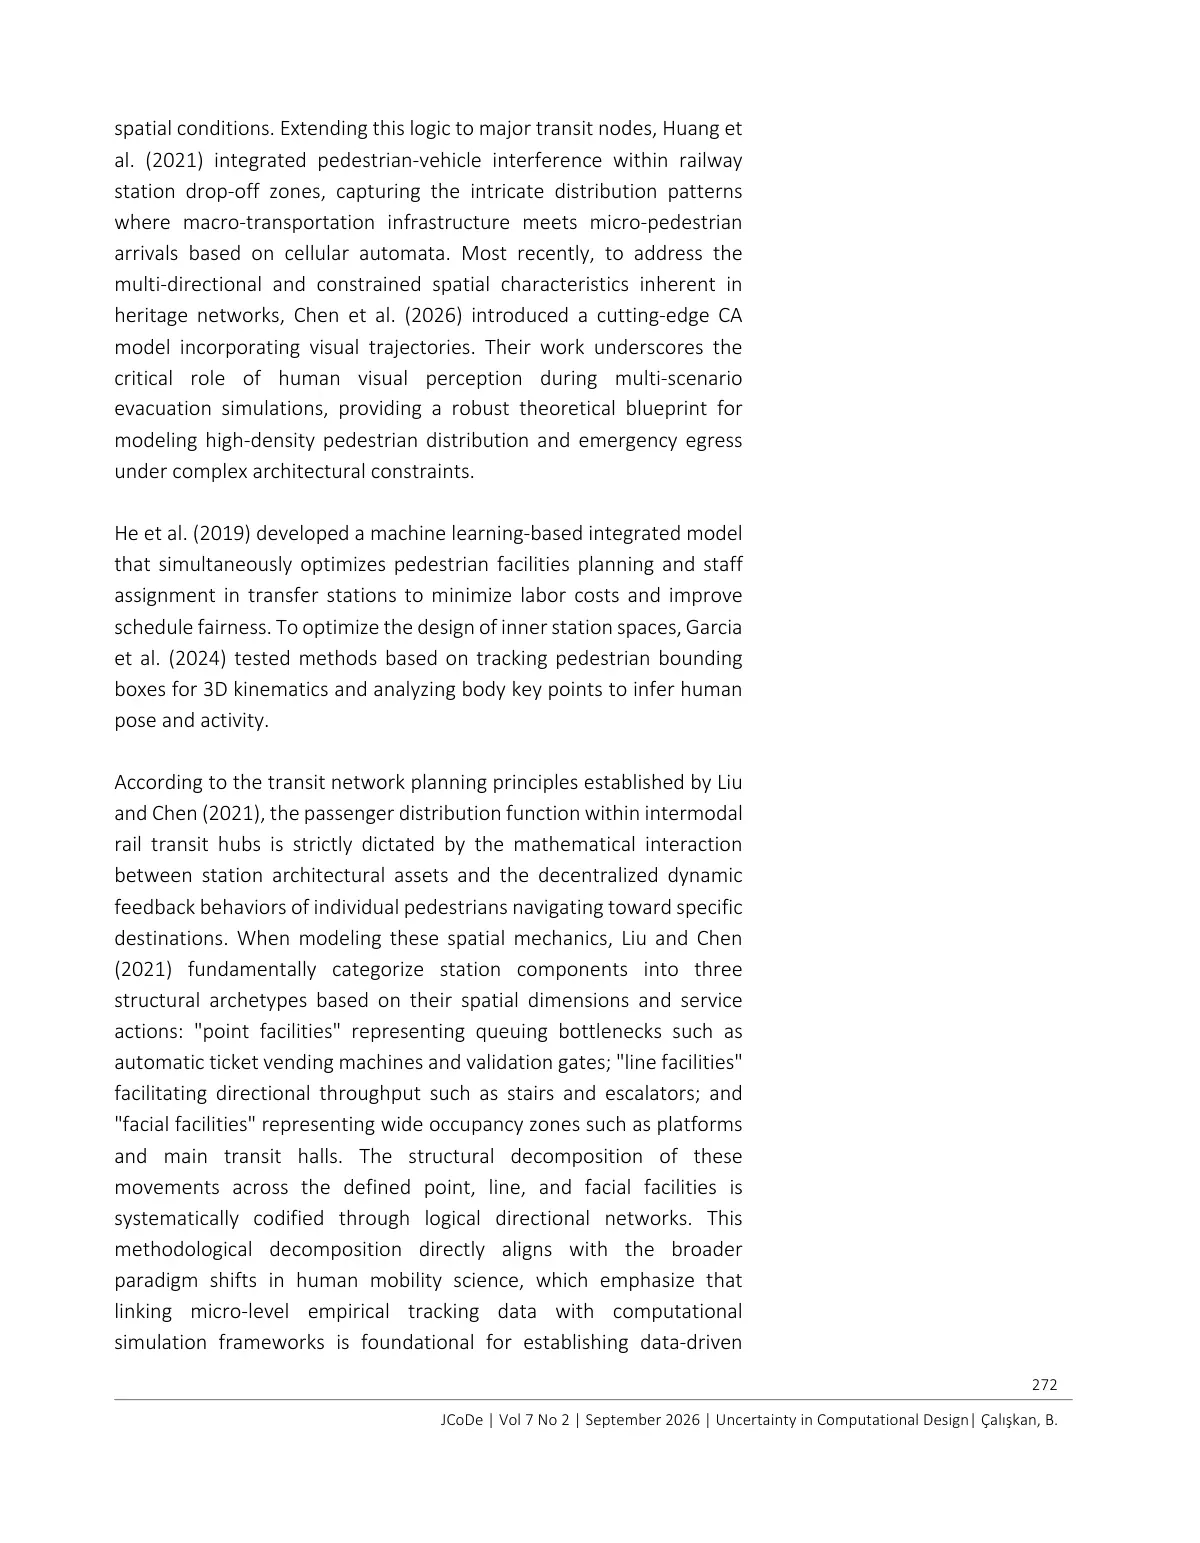 spatial conditions. Extending this logic to major transit nodes, Huang et
al. (2021) integrated pedestrian-vehicle interference within railway
station drop-off zones, capturing the intricate distribution patterns
where macro-transportation infrastructure meets micro-pedestrian
arrivals based on cellular automata. Most recently, to address the
multi-directional and constrained spatial characteristics inherent in
heritage networks, Chen et al. (2026) introduced a cutting-edge CA
model incorporating visual trajectories. Their work underscores the
critical role of human visual perception during multi-scenario
evacuation simulations, providing a robust theoretical blueprint for
modeling high-density pedestrian distribution and emergency egress
under complex architectural constraints.
He et al. (2019) developed a machine learning-based integrated model
that simultaneously optimizes pedestrian facilities planning and staff
assignment in transfer stations to minimize labor costs and improve
schedule fairness. To optimize the design of inner station spaces, Garcia
et al. (2024) tested methods based on tracking pedestrian bounding
boxes for 3D kinematics and analyzing body key points to infer human
pose and activity.
According to the transit network planning principles established by Liu
and Chen (2021), the passenger distribution function within intermodal
rail transit hubs is strictly dictated by the mathematical interaction
between station architectural assets and the decentralized dynamic
feedback behaviors of individual pedestrians navigating toward specific
destinations. When modeling these spatial mechanics, Liu and Chen
(2021) fundamentally categorize station components into three
structural archetypes based on their spatial dimensions and service
actions: "point facilities" representing queuing bottlenecks such as
automatic ticket vending machines and validation gates; "line facilities"
facilitating directional throughput such as stairs and escalators; and
"facial facilities" representing wide occupancy zones such as platforms
and main transit halls. The structural decomposition of these
movements across the defined point, line, and facial facilities is
systematically codified through logical directional networks. This
methodological decomposition directly aligns with the broader
paradigm shifts in human mobility science, which emphasize that
linking micro-level empirical tracking data with computational
simulation frameworks is foundational for establishing data-driven
272
JCoDe | Vol 7 No 2 | September 2026 | Uncertainty in Computational Design| Çalışkan, B.